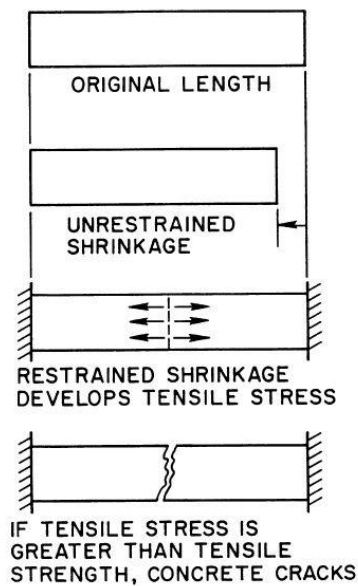 ORIGINAL LENGTH
UNRESTRAINED
SHRINKAGE
RESTRAINED SHRINKAGE
DEVELOPS TENSILE STRESS
IF TENSILE STRESS IS
GREATER THAN TENSILE
STRENGTH, CONCRETE CRACKS